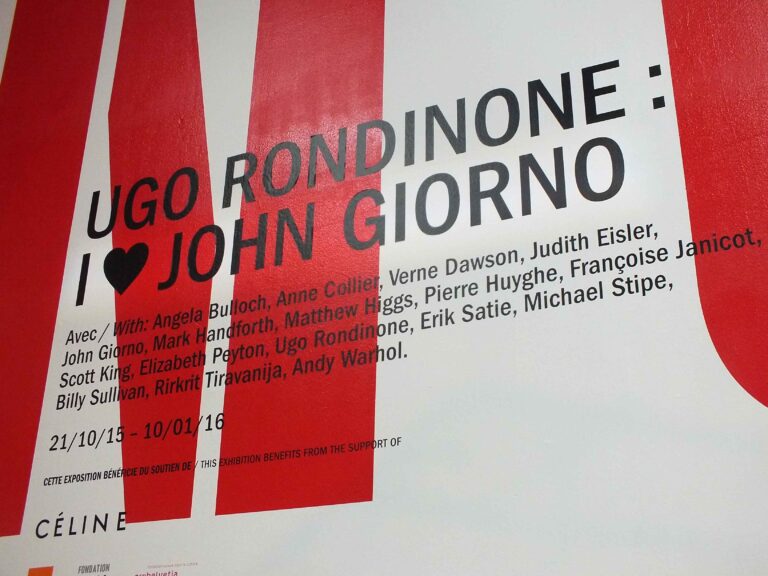 UGO RONDINONE :
I ♥ JOHN GIORNO
Avec / With: Angela Bulloch, Anne Collier, Verne Dawson, Judith Eisler,
John Giorno, Mark Handforth, Matthew Higgs, Pierre Huyghe, Françoise Janicot,
Scott King, Elizabeth Peyton, Ugo Rondinone, Erik Satie, Michael Stipe,
Billy Sullivan, Rirkrit Tiravanija, Andy Warhol.
21/10/15 – 10/01/16
CETTE EXPOSITION BÉNÉFICIE DU SOUTIEN DE / THIS EXHIBITION BENEFITS FROM THE SUPPORT OF
CÉLINE
FONDATION